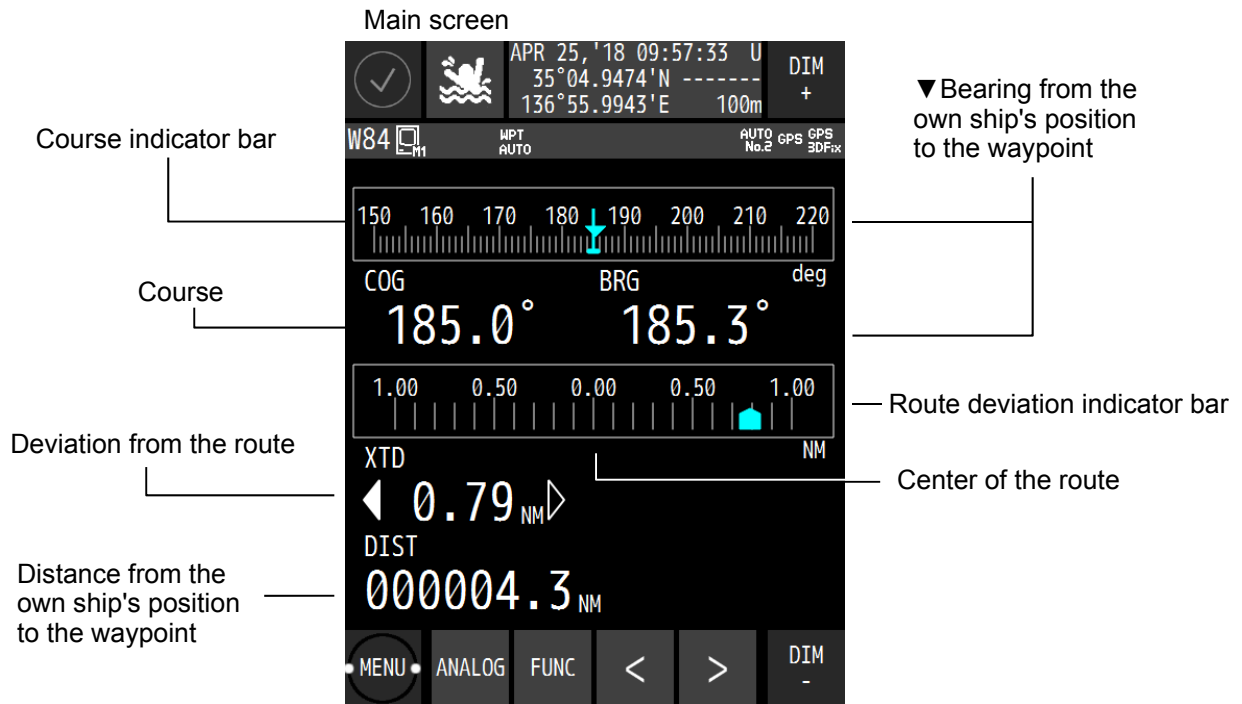 Main screen
APR 25,'18 09:57:33 U
35°04.9474'N -------
136°55.9943'E 100m
DIM
+
W84 M1 WPT AUTO AUTO No.2 GPS GPS 3DFix
Course indicator bar
▼Bearing from the
own ship's position
to the waypoint
150 160 170 180 190 200 210 220
deg
Course
COG BRG
185.0° 185.3°
1.00 0.50 0.00 0.50 1.00
Route deviation indicator bar
NM
Deviation from the route
XTD
0.79 NM
Center of the route
Distance from the
own ship's position
to the waypoint
DIST
000004.3 NM
MENU ANALOG FUNC < > DIM
-